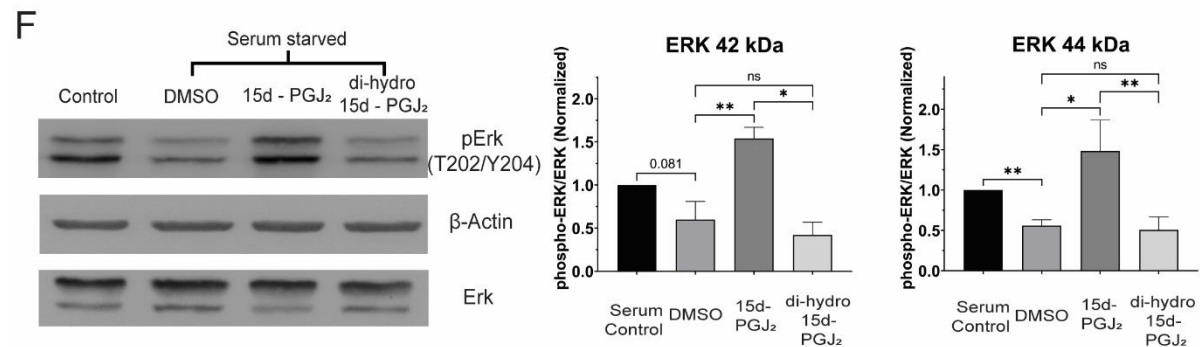 F
Serum starved
Control
DMSO
15d - PGJ₂
di-hydro
15d - PGJ₂
pErk
(T202/Y204)
β-Actin
Erk
ERK 42 kDa
phospho-ERK/ERK (Normalized)
2.0
1.5
1.0
0.5
0.0
0.081
**
*
ns
Serum
Control
DMSO
15d-
PGJ₂
di-hydro
15d-
PGJ₂
ERK 44 kDa
phospho-ERK/ERK (Normalized)
2.0
1.5
1.0
0.5
0.0
**
*
**
ns
Serum
Control
DMSO
15d-
PGJ₂
di-hydro
15d-
PGJ₂